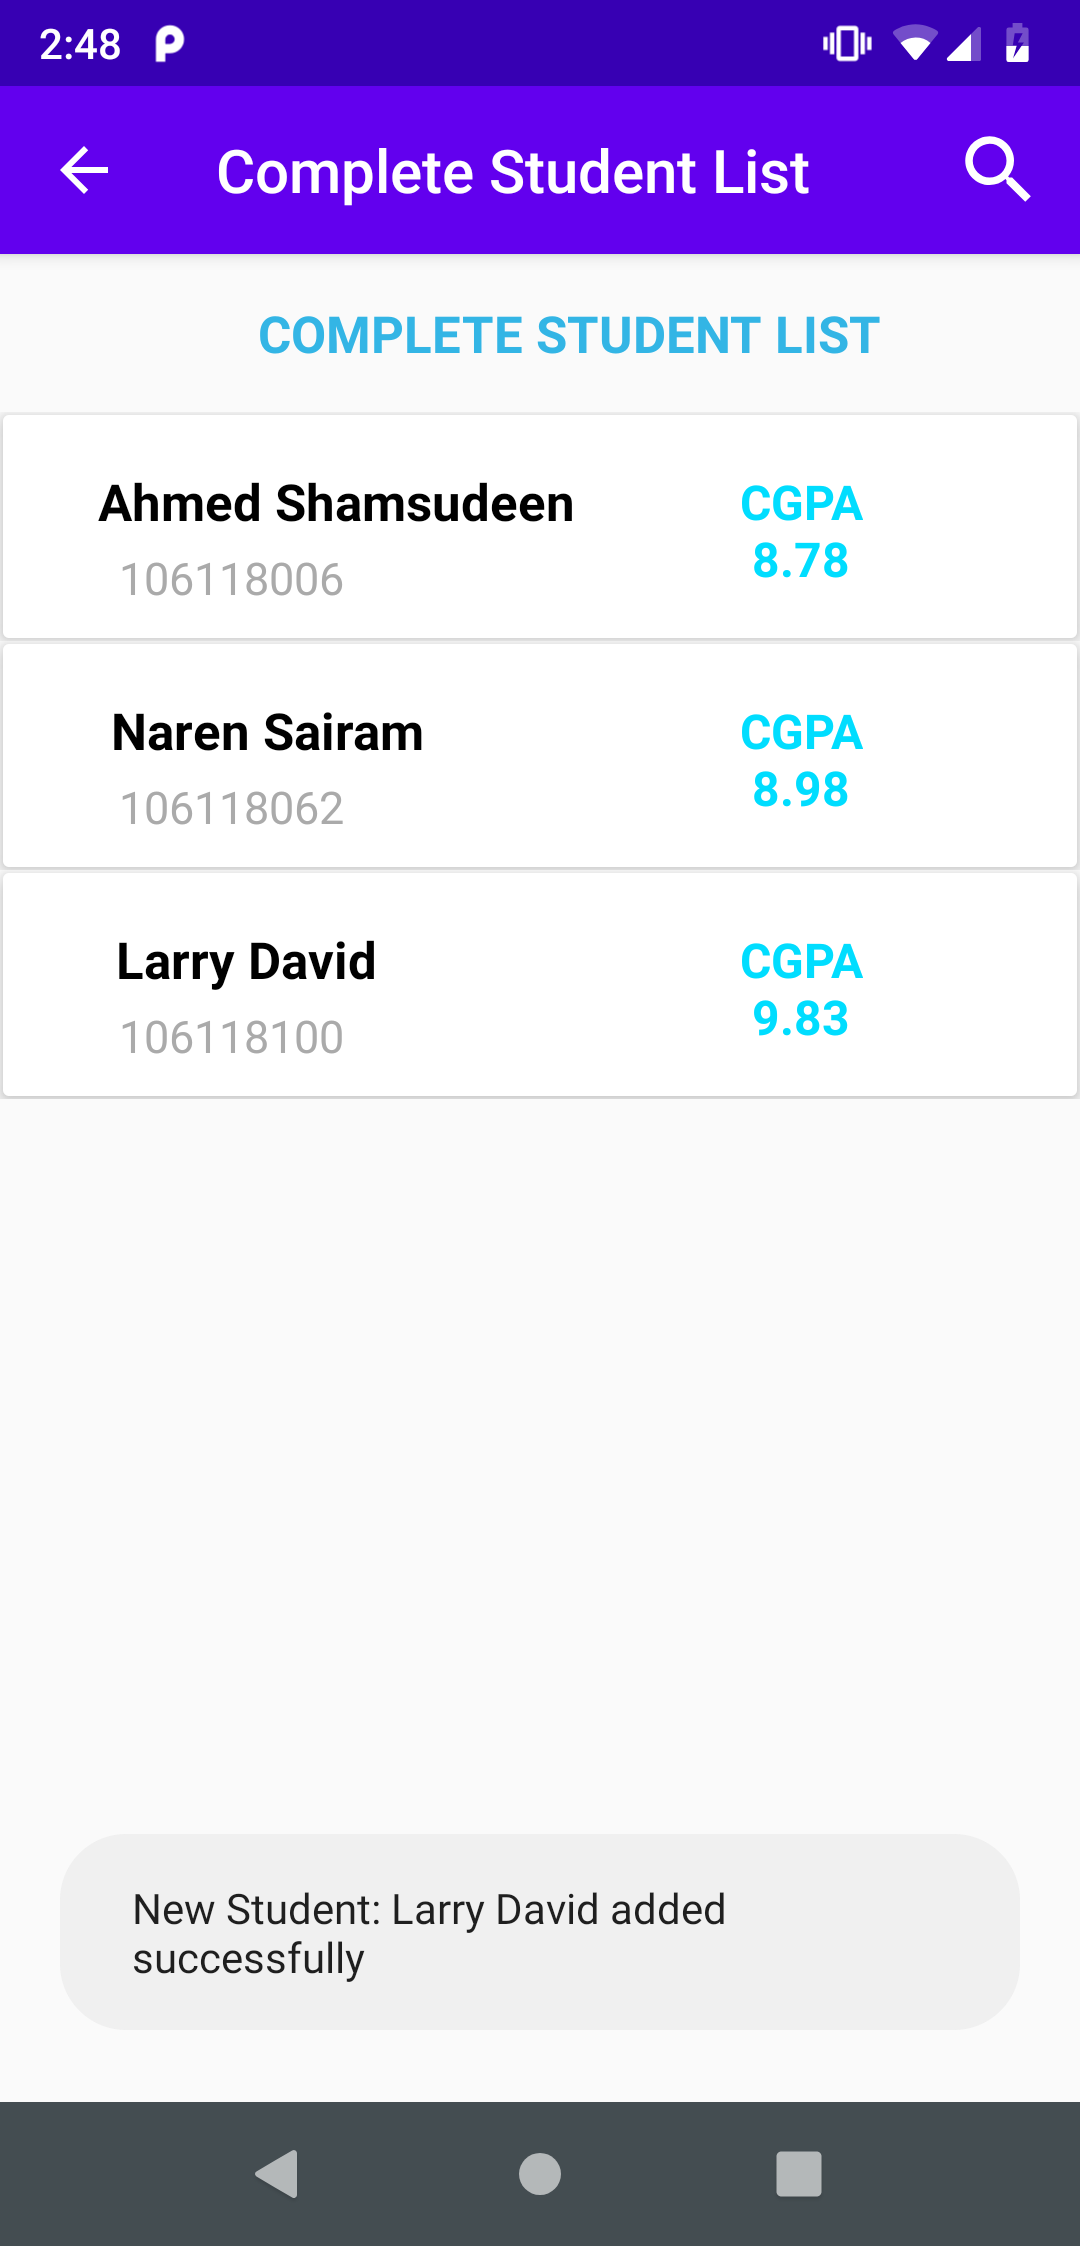 2:48
Complete Student List
COMPLETE STUDENT LIST
Ahmed Shamsudeen
106118006
CGPA
8.78
Naren Sairam
106118062
CGPA
8.98
Larry David
106118100
CGPA
9.83
New Student: Larry David added
successfully